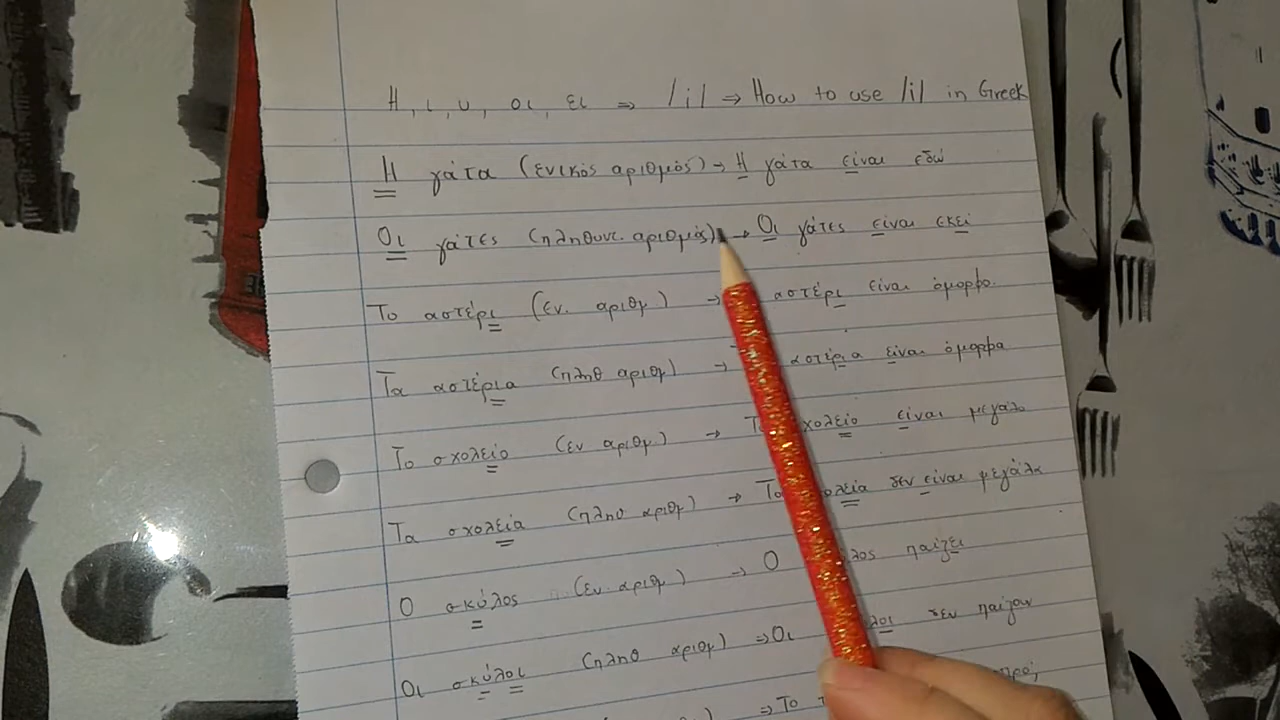 Η, ι, υ, οι, ει ⇒ /i/ ⇒ How to use /i/ in Greek
Η γάτα (ενικός αριθμός) → Η γάτα είναι εδώ
Οι γάτες (πληθυντ. αριθμός) → Οι γάτες είναι εκεί
Το αστέρι (εν. αριθμ) → αστέρι είναι όμορφο.
Τα αστέρια (πληθ αριθμ) → αστέρια είναι όμορφα
Το σχολείο (εν αριθμ.) → είναι μεγάλο
Τα σχολεία (πληθ αριθμ) → δεν είναι μεγάλα
Ο σκύλος (εν. αριθμ) → Ο παίζει
Οι σκύλοι (πληθ αριθμ) ⇒ Οι δεν παίζουν
⇒ Το